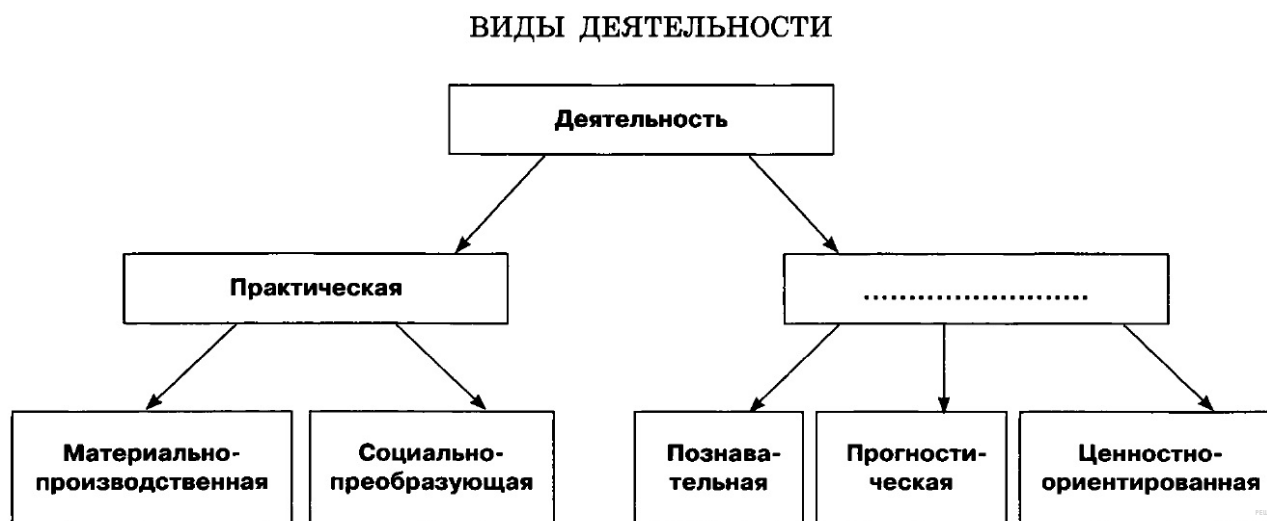 ВИДЫ ДЕЯТЕЛЬНОСТИ
Деятельность
Практическая
..........................
Материально-
производственная
Социально-
преобразующая
Познава-
тельная
Прогности-
ческая
Ценностно-
ориентированная